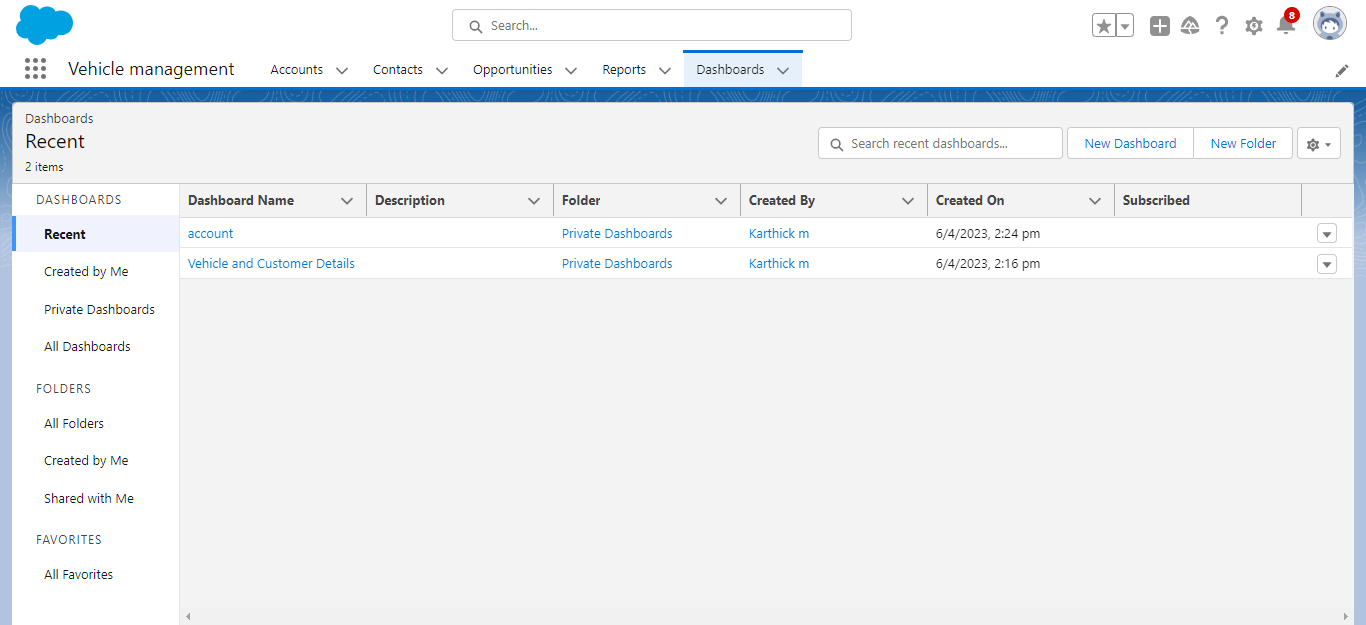 Search...
8
Vehicle management
Accounts
Contacts
Opportunities
Reports
Dashboards
Dashboards
Recent
2 items
Search recent dashboards...
New Dashboard
New Folder
DASHBOARDS
Recent
Created by Me
Private Dashboards
All Dashboards
FOLDERS
All Folders
Created by Me
Shared with Me
FAVORITES
All Favorites
Dashboard Name Description Folder Created By Created On Subscribed
account Private Dashboards Karthick m 6/4/2023, 2:24 pm
Vehicle and Customer Details Private Dashboards Karthick m 6/4/2023, 2:16 pm